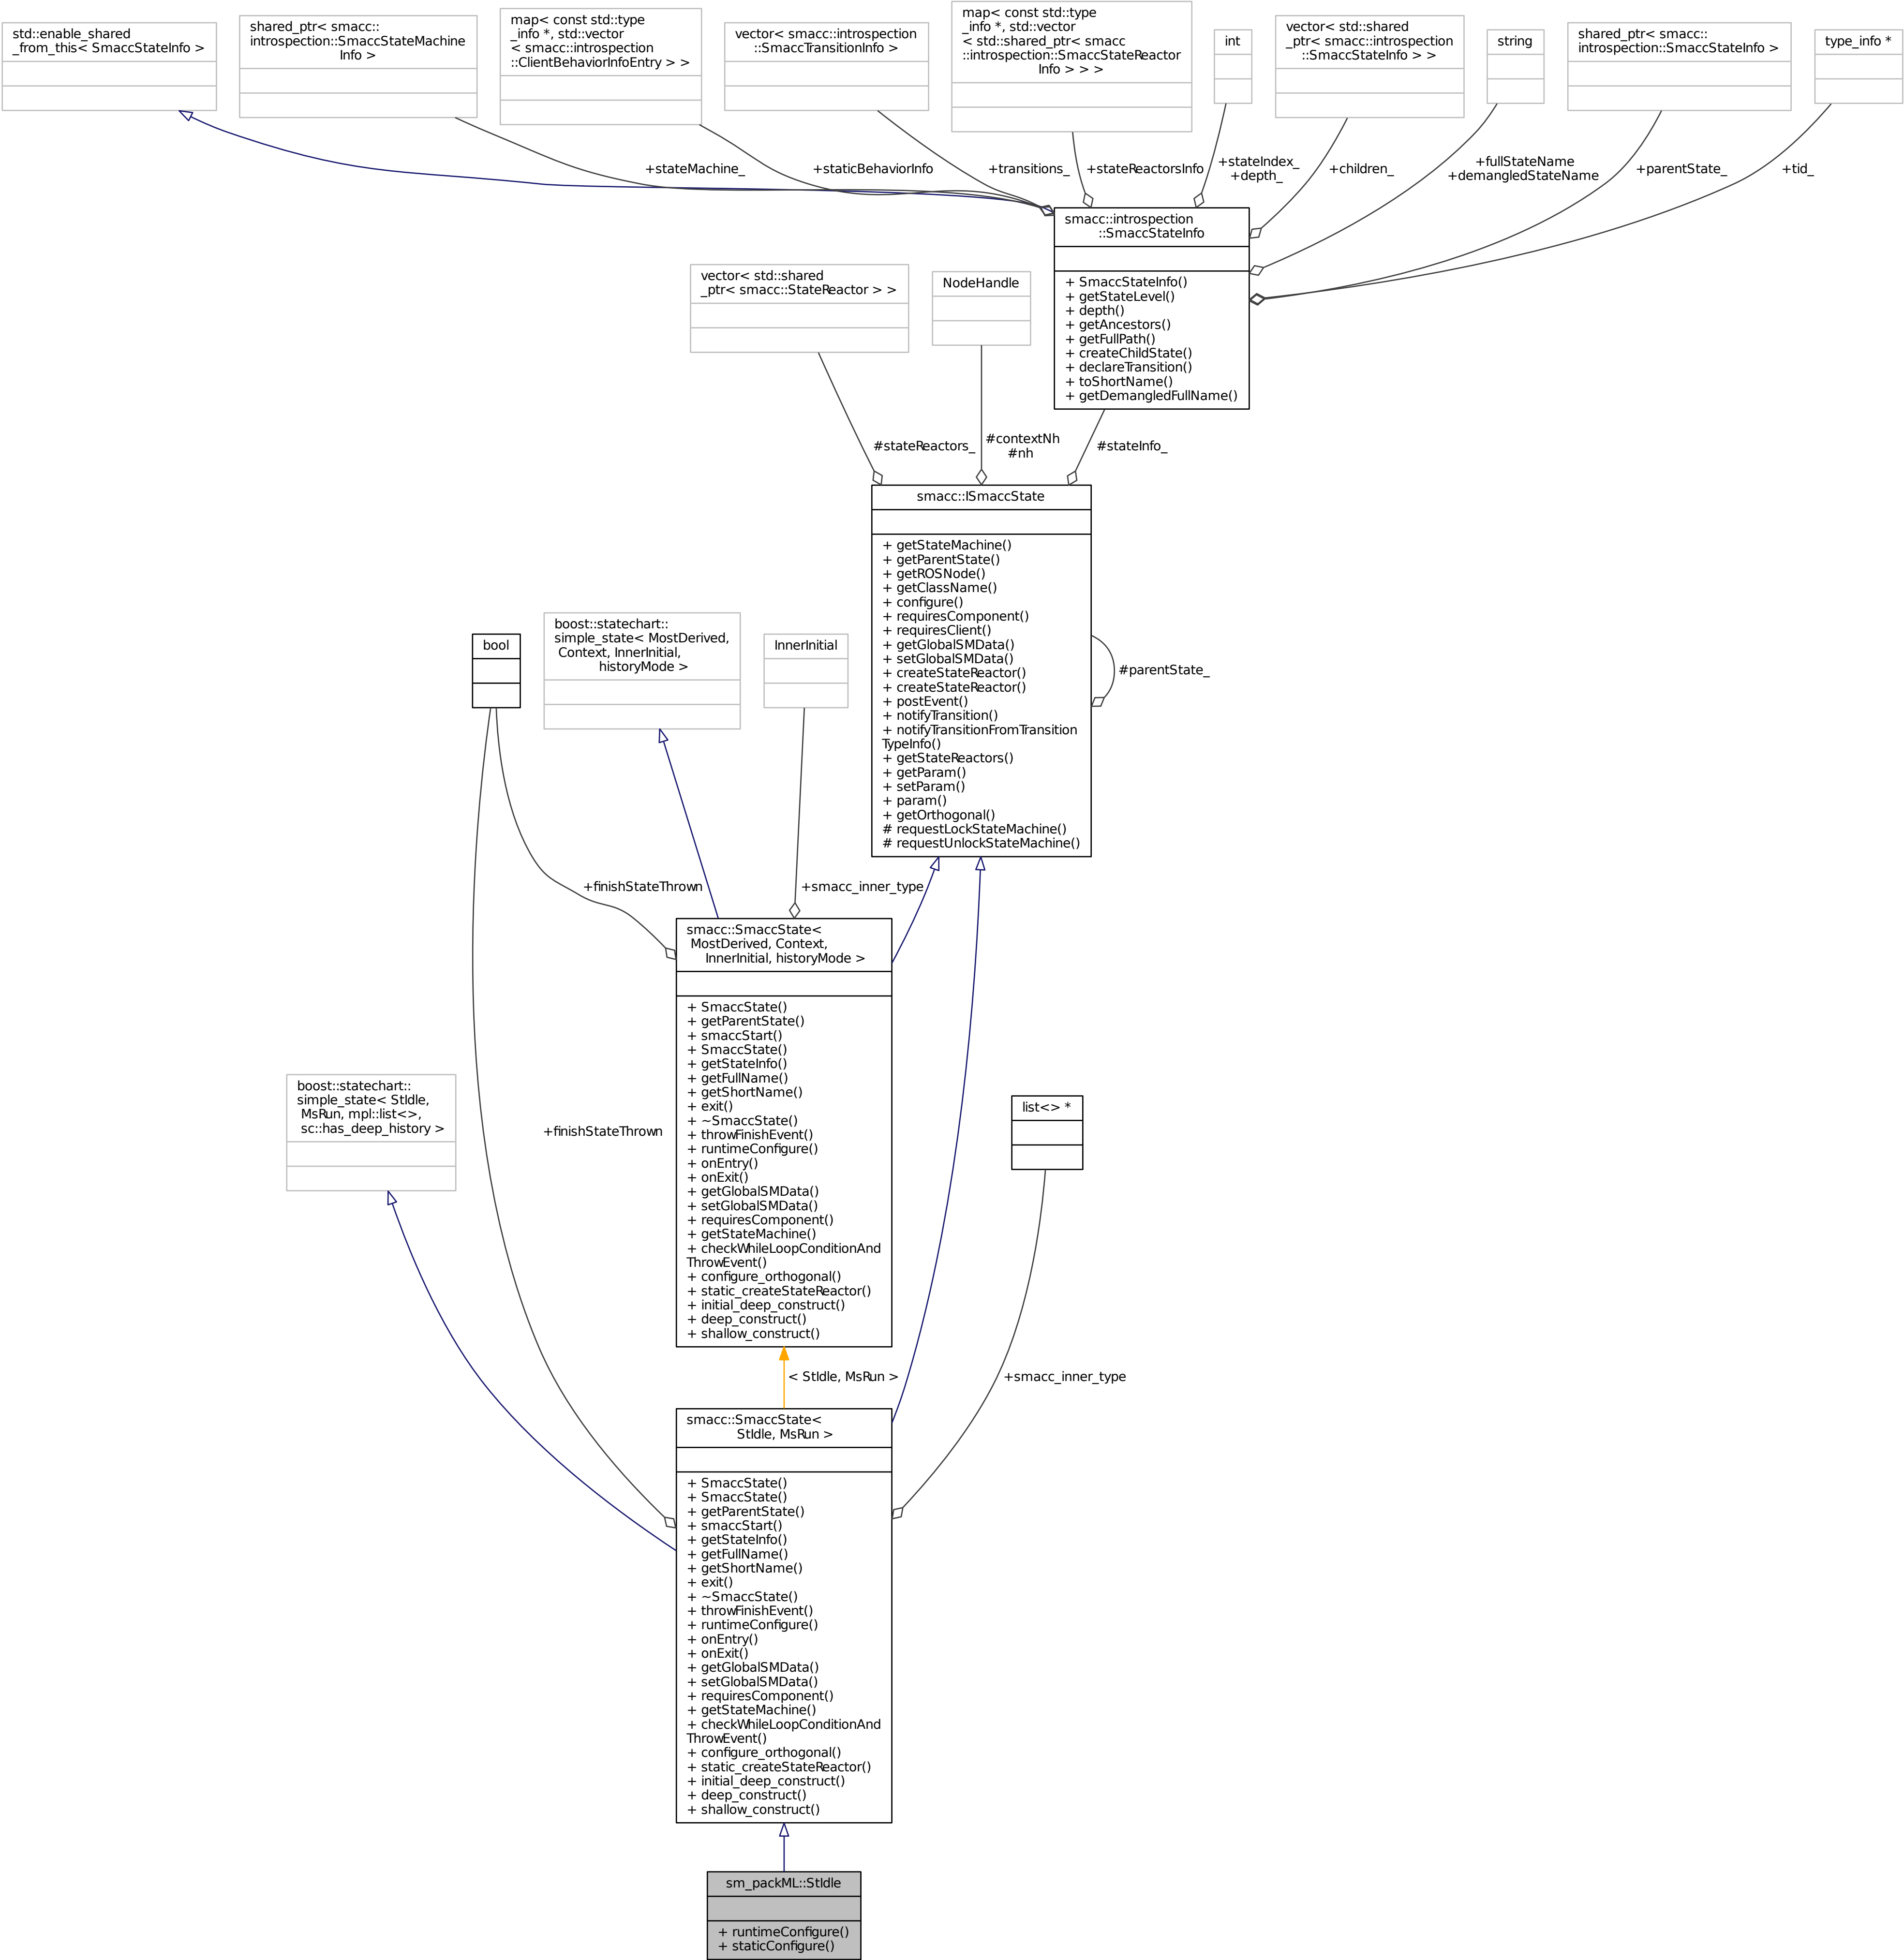 std::enable_shared
_from_this< SmaccStateInfo >
shared_ptr< smacc::
introspection::SmaccStateMachine
Info >
map< const std::type
_info *, std::vector
< smacc::introspection
::ClientBehaviorInfoEntry > >
vector< smacc::introspection
::SmaccTransitionInfo >
map< const std::type
_info *, std::vector
< std::shared_ptr< smacc
::introspection::SmaccStateReactor
Info > > >
int
vector< std::shared
_ptr< smacc::introspection
::SmaccStateInfo > >
string
shared_ptr< smacc::
introspection::SmaccStateInfo >
type_info *
+stateMachine_
+staticBehaviorInfo
+transitions_
+stateReactorsInfo
+stateIndex_
+depth_
+children_
+fullStateName
+demangledStateName
+parentState_
+tid_
smacc::introspection
::SmaccStateInfo
+ SmaccStateInfo()
+ getStateLevel()
+ depth()
+ getAncestors()
+ getFullPath()
+ createChildState()
+ declareTransition()
+ toShortName()
+ getDemangledFullName()
vector< std::shared
_ptr< smacc::StateReactor > >
NodeHandle
#stateReactors_
#contextNh
#nh
#stateInfo_
smacc::ISmaccState
+ getStateMachine()
+ getParentState()
+ getROSNode()
+ getClassName()
+ configure()
+ requiresComponent()
+ requiresClient()
+ getGlobalSMData()
+ setGlobalSMData()
+ createStateReactor()
+ createStateReactor()
+ postEvent()
+ notifyTransition()
+ notifyTransitionFromTransition
TypeInfo()
+ getStateReactors()
+ getParam()
+ setParam()
+ param()
+ getOrthogonal()
# requestLockStateMachine()
# requestUnlockStateMachine()
#parentState_
bool
boost::statechart::
simple_state< MostDerived,
Context, InnerInitial,
historyMode >
InnerInitial
+finishStateThrown
+smacc_inner_type
smacc::SmaccState<
MostDerived, Context,
InnerInitial, historyMode >
+ SmaccState()
+ getParentState()
+ smaccStart()
+ SmaccState()
+ getStateInfo()
+ getFullName()
+ getShortName()
+ exit()
+ ~SmaccState()
+ throwFinishEvent()
+ runtimeConfigure()
+ onEntry()
+ onExit()
+ getGlobalSMData()
+ setGlobalSMData()
+ requiresComponent()
+ getStateMachine()
+ checkWhileLoopConditionAnd
ThrowEvent()
+ configure_orthogonal()
+ static_createStateReactor()
+ initial_deep_construct()
+ deep_construct()
+ shallow_construct()
boost::statechart::
simple_state< StIdle,
MsRun, mpl::list<>,
sc::has_deep_history >
+finishStateThrown
list<> *
< StIdle, MsRun >
+smacc_inner_type
smacc::SmaccState<
StIdle, MsRun >
+ SmaccState()
+ SmaccState()
+ getParentState()
+ smaccStart()
+ getStateInfo()
+ getFullName()
+ getShortName()
+ exit()
+ ~SmaccState()
+ throwFinishEvent()
+ runtimeConfigure()
+ onEntry()
+ onExit()
+ getGlobalSMData()
+ setGlobalSMData()
+ requiresComponent()
+ getStateMachine()
+ checkWhileLoopConditionAnd
ThrowEvent()
+ configure_orthogonal()
+ static_createStateReactor()
+ initial_deep_construct()
+ deep_construct()
+ shallow_construct()
sm_packML::StIdle
+ runtimeConfigure()
+ staticConfigure()